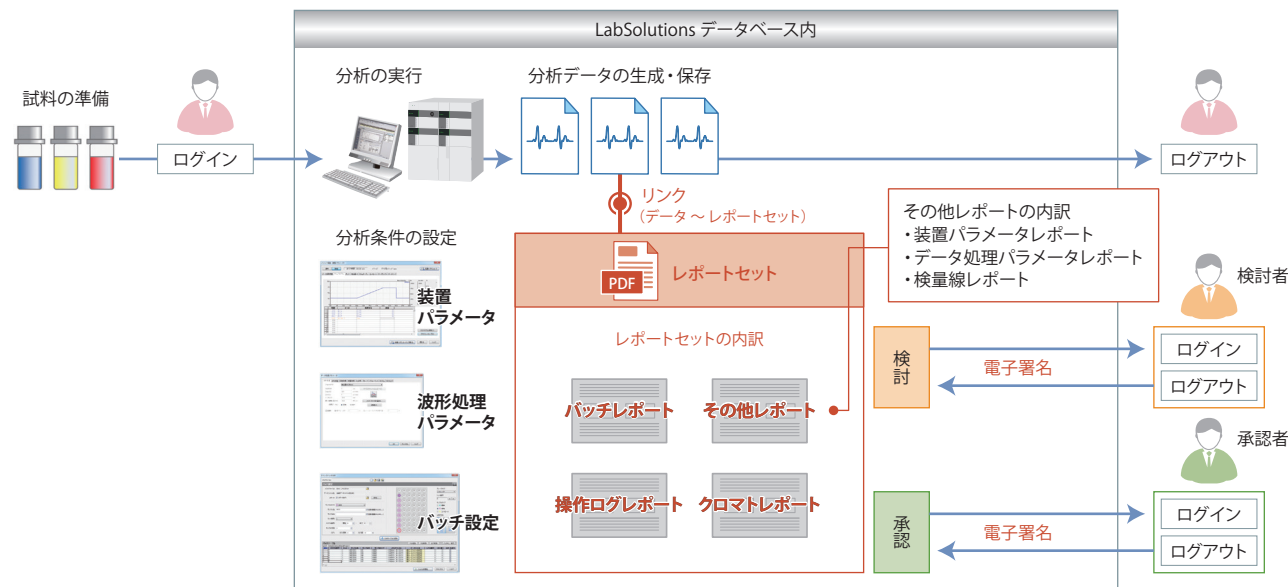 LabSolutions データベース内
試料の準備
ログイン
分析の実行
分析データの生成・保存
ログアウト
リンク
（データ ～ レポートセット）
分析条件の設定
装置
パラメータ
波形処理
パラメータ
バッチ設定
PDF
レポートセット
レポートセットの内訳
バッチレポート
その他レポート
操作ログレポート
クロマトレポート
その他レポートの内訳
・装置パラメータレポート
・データ処理パラメータレポート
・検量線レポート
検討
電子署名
検討者
ログイン
ログアウト
承認
電子署名
承認者
ログイン
ログアウト